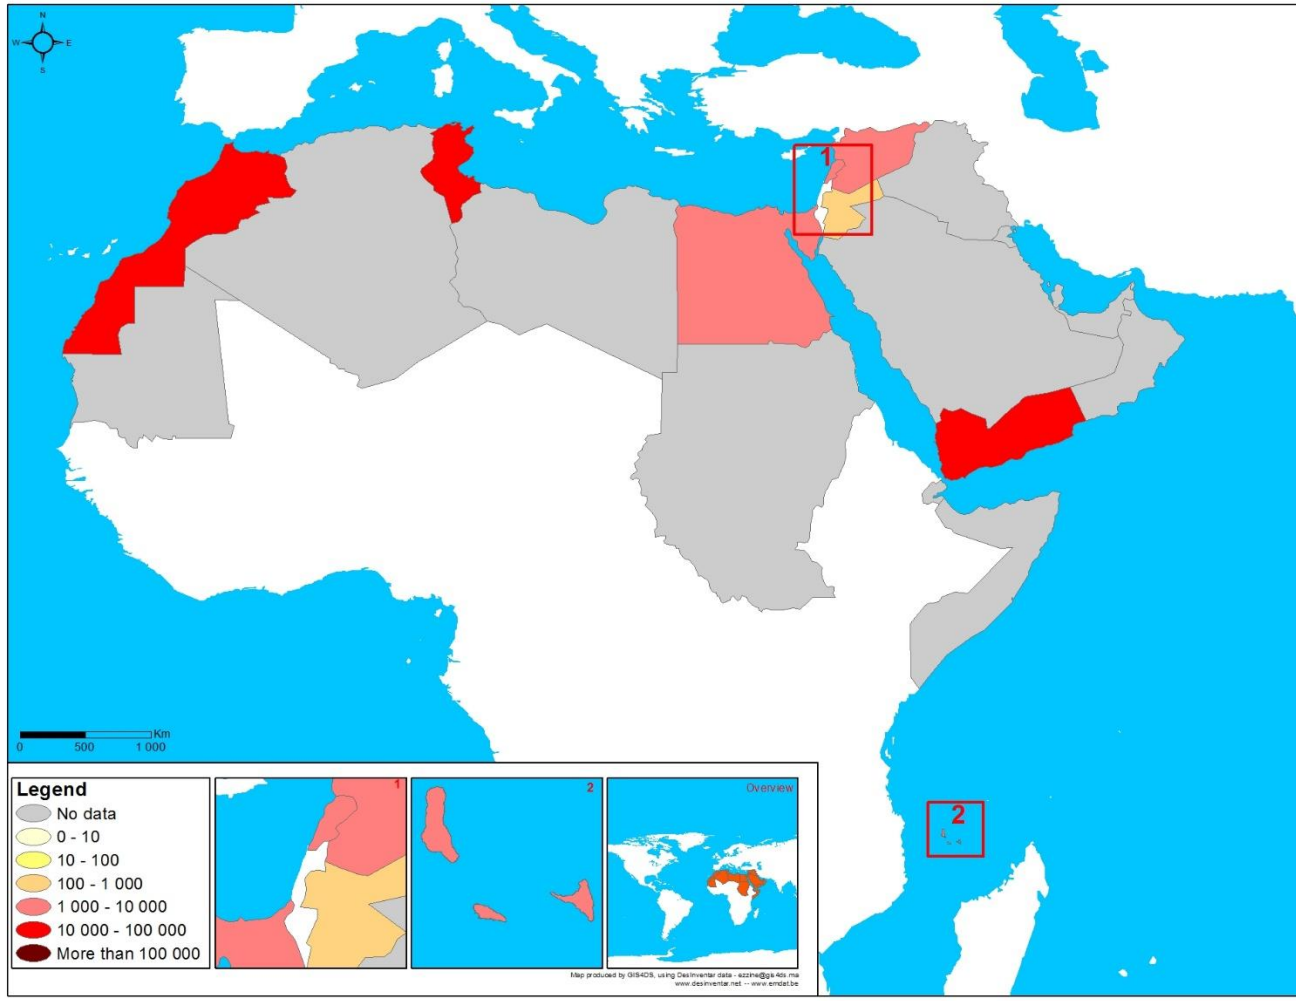 N
W E
S
1
2
Km
0 500 1 000
Legend
No data
0 - 10
10 - 100
100 - 1 000
1 000 - 10 000
10 000 - 100 000
More than 100 000
1
2
Overview
Map produced by GIS4DS, using DesInventar data - ezzine@gis4ds.ma
www.desinventar.net -- www.emdat.be